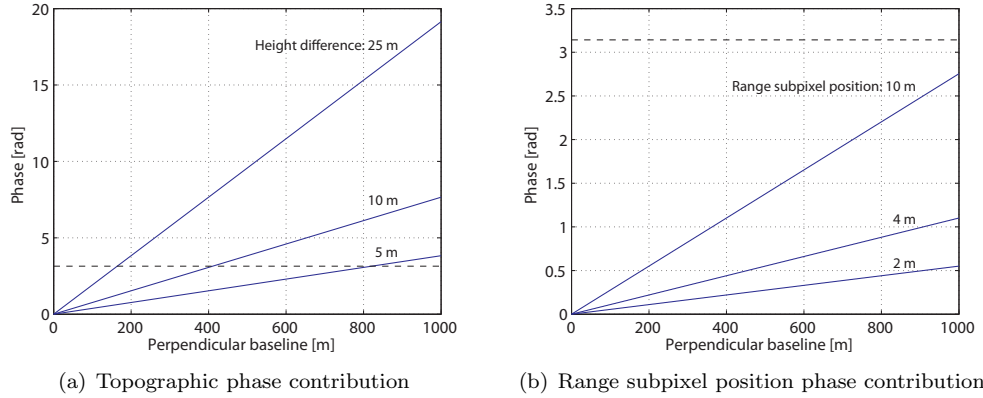 20
15
10
5
0
Phase [rad]
Height difference: 25 m
10 m
5 m
0
200
400
600
800
1000
Perpendicular baseline [m]
(a) Topographic phase contribution
3.5
3
2.5
2
1.5
1
0.5
0
Phase [rad]
Range subpixel position: 10 m
4 m
2 m
0
200
400
600
800
1000
Perpendicular baseline [m]
(b) Range subpixel position phase contribution